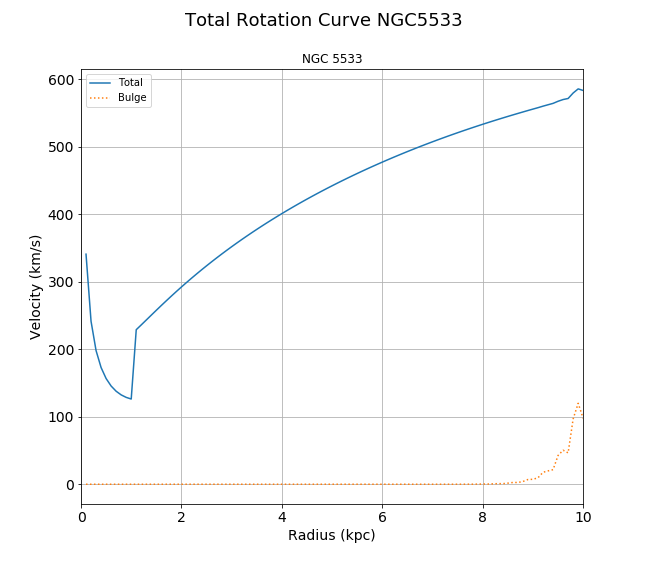 Total Rotation Curve NGC5533
NGC 5533
Total
Bulge
600
500
400
300
200
100
0
Velocity (km/s)
0 2 4 6 8 10
Radius (kpc)